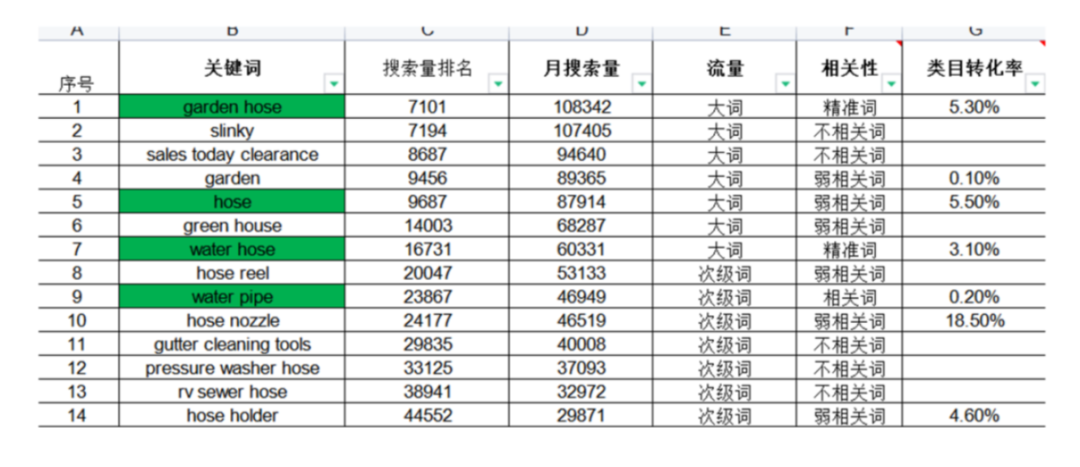 A B C D E F G
序号 关键词 搜索量排名 月搜索量 流量 相关性 类目转化率
1 garden hose 7101 108342 大词 精准词 5.30%
2 slinky 7194 107405 大词 不相关词
3 sales today clearance 8687 94640 大词 不相关词
4 garden 9456 89365 大词 弱相关词 0.10%
5 hose 9687 87914 大词 弱相关词 5.50%
6 green house 14003 68287 大词 弱相关词
7 water hose 16731 60331 大词 精准词 3.10%
8 hose reel 20047 53133 次级词 弱相关词
9 water pipe 23867 46949 次级词 相关词 0.20%
10 hose nozzle 24177 46519 次级词 弱相关词 18.50%
11 gutter cleaning tools 29835 40008 次级词 不相关词
12 pressure washer hose 33125 37093 次级词 不相关词
13 rv sewer hose 38941 32972 次级词 不相关词
14 hose holder 44552 29871 次级词 弱相关词 4.60%